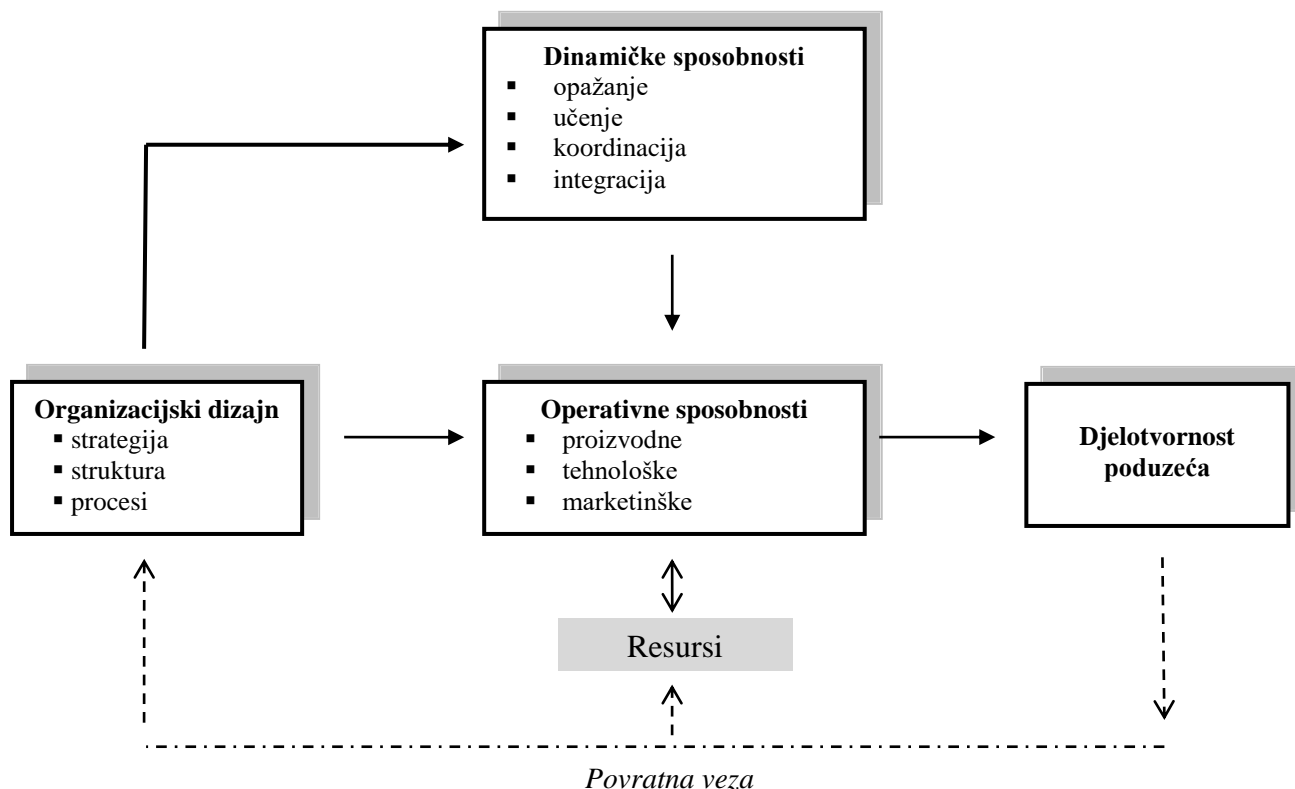 Dinamičke sposobnosti
▪ opažanje
▪ učenje
▪ koordinacija
▪ integracija
Organizacijski dizajn
▪ strategija
▪ struktura
▪ procesi
Operativne sposobnosti
▪ proizvodne
▪ tehnološke
▪ marketinške
Djelotvornost
poduzeća
Resursi
Povratna veza